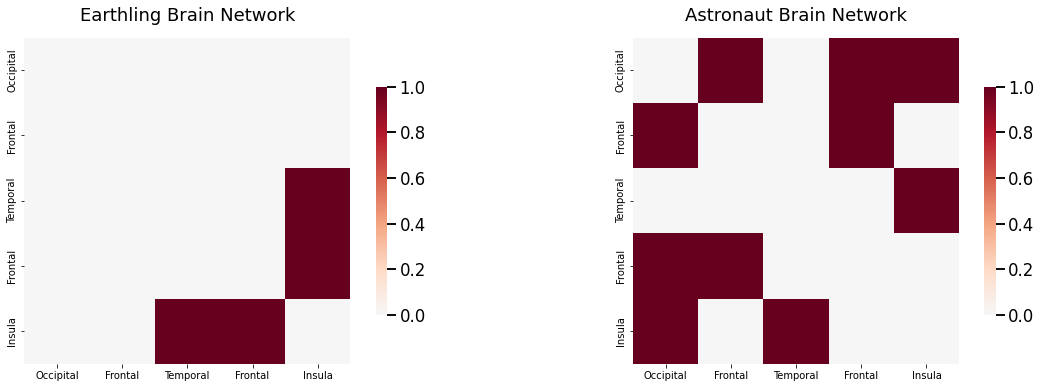 Earthling Brain Network
Occipital
Frontal
Temporal
Frontal
Insula
Occipital Frontal Temporal Frontal Insula
1.0
0.8
0.6
0.4
0.2
0.0
Astronaut Brain Network
Occipital
Frontal
Temporal
Frontal
Insula
Occipital Frontal Temporal Frontal Insula
1.0
0.8
0.6
0.4
0.2
0.0